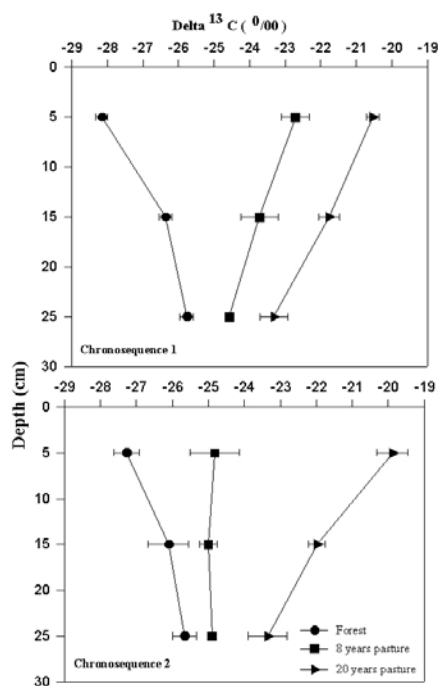 Delta 13 C ( 0/00 )
-29 -28 -27 -26 -25 -24 -23 -22 -21 -20 -19
0
5
10
15
20
25
30
Chronosequence 1
-29 -28 -27 -26 -25 -24 -23 -22 -21 -20 -19
Depth (cm)
0
5
10
15
20
25
30
Forest
8 years pasture
20 years pasture
Chronosequence 2